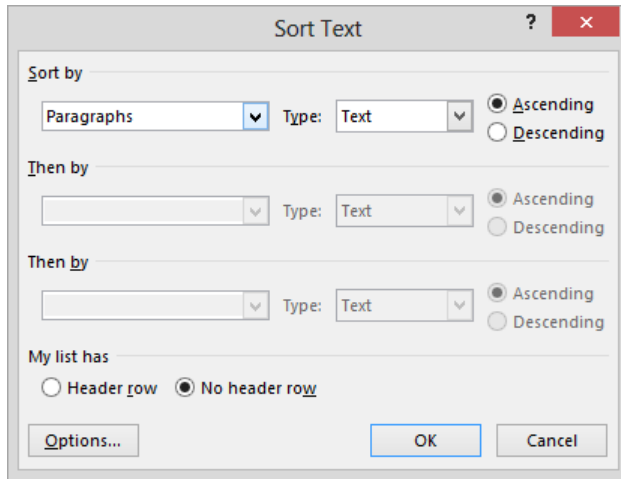 Sort Text ?
Sort by
Paragraphs Type: Text Ascending
Descending
Then by
Type: Text Ascending
Descending
Then by
Type: Text Ascending
Descending
My list has
Header row No header row
Options... OK Cancel